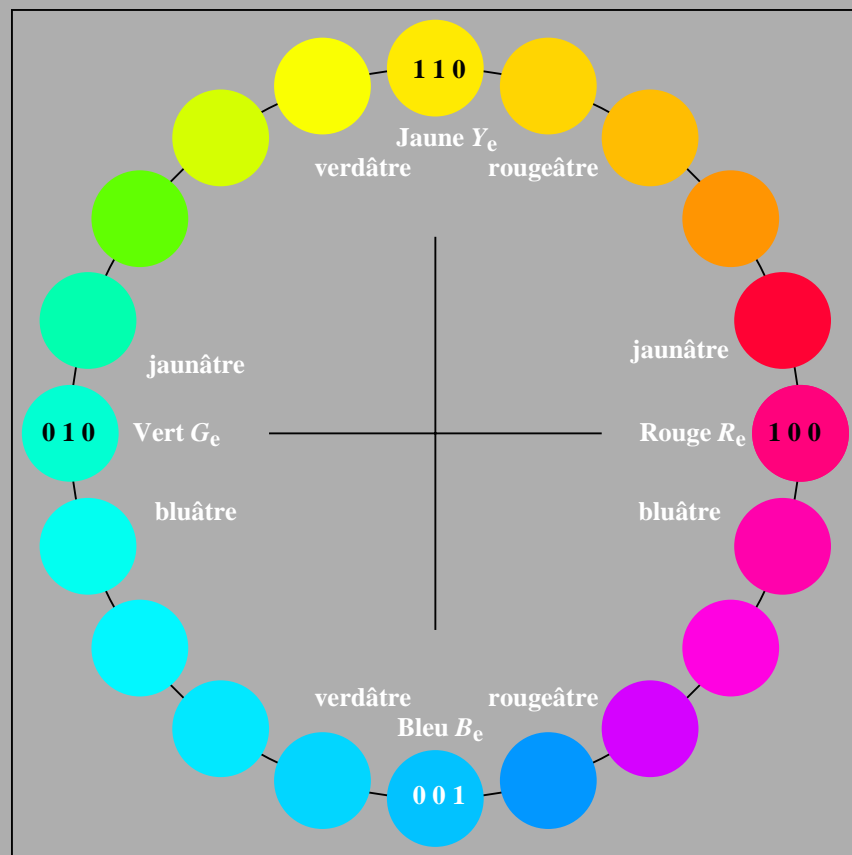 1 1 0
Jaune Ye
verdâtre rougeâtre
jaunâtre jaunâtre
0 1 0 Vert Ge Rouge Re 1 0 0
bluâtre bluâtre
verdâtre rougeâtre
Bleu Be
0 0 1